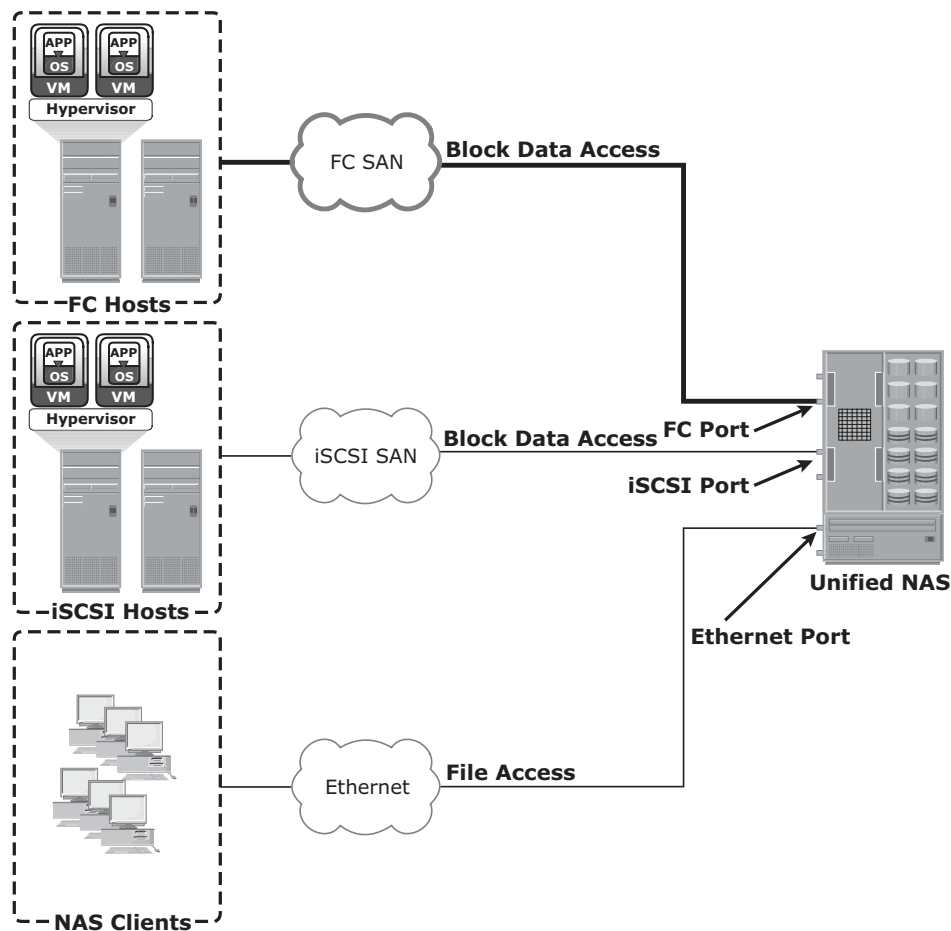 APP APP
OS OS
VM VM
Hypervisor
FC SAN
Block Data Access
FC Hosts
APP APP
OS OS
VM VM
Hypervisor
iSCSI SAN
Block Data Access
FC Port
iSCSI Port
iSCSI Hosts
Unified NAS
Ethernet Port
Ethernet
File Access
NAS Clients